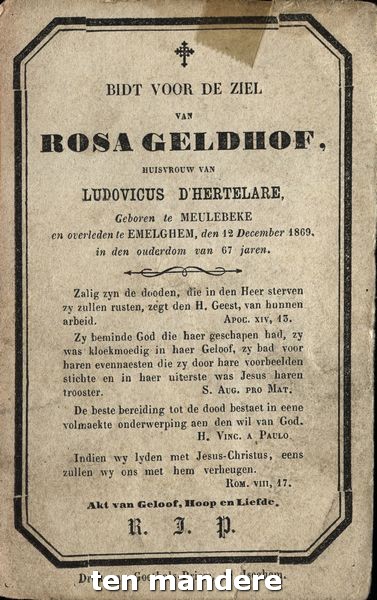 BIDT VOOR DE ZIEL
VAN
ROSA GELDHOF,
HUISVROUW VAN
LUDOVICUS D'HERTELARE,
Geboren te MEULEBEKE
en overleden te EMELGHEM, den 12 December 1869,
in den ouderdom van 67 jaren.
Zalig zyn de dooden, die in den Heer sterven
zy zullen rusten, zegt den H. Geest, van hunnen
arbeid. APOC. XIV, 13.
Zy beminde God die haer geschapen had, zy
was kloekmoedig in haer Geloof, zy bad voor
haren evennaesten die zy door hare voorbeelden
stichte en in haer uiterste was Jesus haren
trooster. S. AUG. PRO MAT.
De beste bereiding tot de dood bestaet in eene
volmaekte onderwerping aen den wil van God.
H. VINC. A PAULO.
Indien wy lyden met Jesus-Christus, eens
zullen wy ons met hem verheugen.
ROM. VIII, 17.
Akt van Geloof, Hoop en Liefde.
R. I. P.
ten mandere